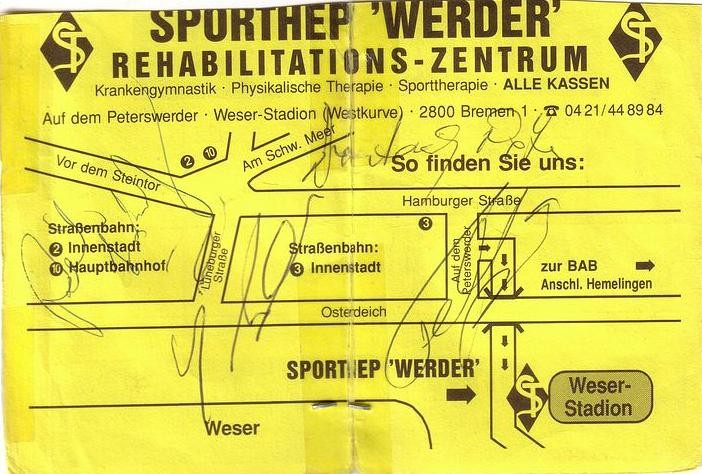 SPORTHEP 'WERDER'
REHABILITATIONS-ZENTRUM
Krankengymnastik · Physikalische Therapie · Sporttherapie · ALLE KASSEN
Auf dem Peterswerder · Weser-Stadion (Westkurve) · 2800 Bremen 1 · ☎ 04 21/44 89 84
Vor dem Steintor
2 10
Am Schw. Meer
So finden Sie uns:
Hamburger Straße
Straßenbahn:
2 Innenstadt
10 Hauptbahnhof
Lüneburger
Straße
Straßenbahn:
3 Innenstadt
3
Auf dem
Peterswerder
zur BAB
Anschl. Hemelingen
Osterdeich
SPORTHEP 'WERDER'
Weser-
Stadion
Weser